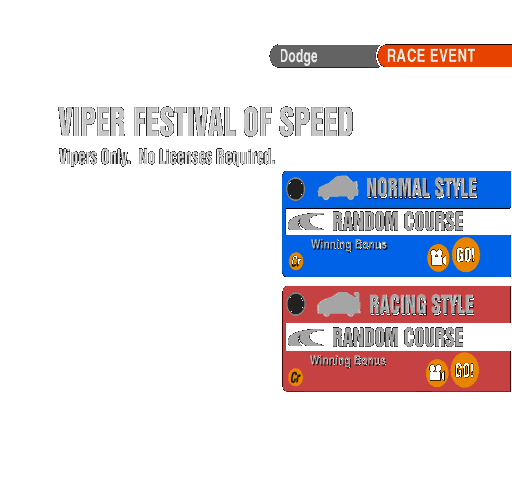 Dodge RACE EVENT
VIPER FESTIVAL OF SPEED
Vipers Only. No Licenses Required.
NORMAL STYLE
RANDOM COURSE
Winning Bonus
Cr GO!
RACING STYLE
RANDOM COURSE
Winning Bonus
Cr GO!